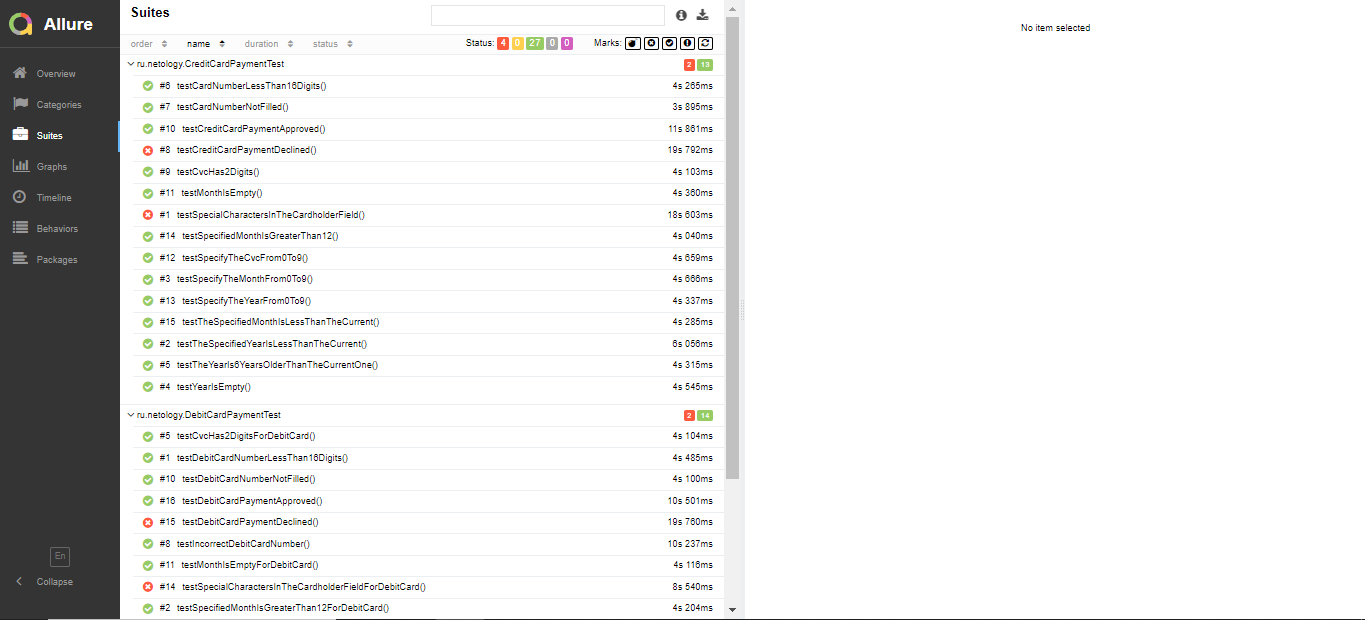 Allure
Overview
Categories
Suites
Graphs
Timeline
Behaviors
Packages
En
Collapse
Suites
order name duration status Status: 4 0 27 0 0 Marks:
ru.netology.CreditCardPaymentTest 2 13
#6 testCardNumberLessThan16Digits() 4s 265ms
#7 testCardNumberNotFilled() 3s 895ms
#10 testCreditCardPaymentApproved() 11s 861ms
#8 testCreditCardPaymentDeclined() 19s 792ms
#9 testCvcHas2Digits() 4s 103ms
#11 testMonthIsEmpty() 4s 360ms
#1 testSpecialCharactersInTheCardholderField() 18s 603ms
#14 testSpecifiedMonthIsGreaterThan12() 4s 040ms
#12 testSpecifyTheCvcFrom0To9() 4s 659ms
#3 testSpecifyTheMonthFrom0To9() 4s 666ms
#13 testSpecifyTheYearFrom0To9() 4s 337ms
#15 testTheSpecifiedMonthIsLessThanTheCurrent() 4s 285ms
#2 testTheSpecifiedYearIsLessThanTheCurrent() 6s 056ms
#5 testTheYearIs6YearsOlderThanTheCurrentOne() 4s 315ms
#4 testYearIsEmpty() 4s 545ms
ru.netology.DebitCardPaymentTest 2 14
#5 testCvcHas2DigitsForDebitCard() 4s 104ms
#1 testDebitCardNumberLessThan16Digits() 4s 485ms
#10 testDebitCardNumberNotFilled() 4s 100ms
#16 testDebitCardPaymentApproved() 10s 501ms
#15 testDebitCardPaymentDeclined() 19s 760ms
#8 testIncorrectDebitCardNumber() 10s 237ms
#11 testMonthIsEmptyForDebitCard() 4s 116ms
#14 testSpecialCharactersInTheCardholderFieldForDebitCard() 8s 540ms
#2 testSpecifiedMonthIsGreaterThan12ForDebitCard() 4s 204ms
No item selected